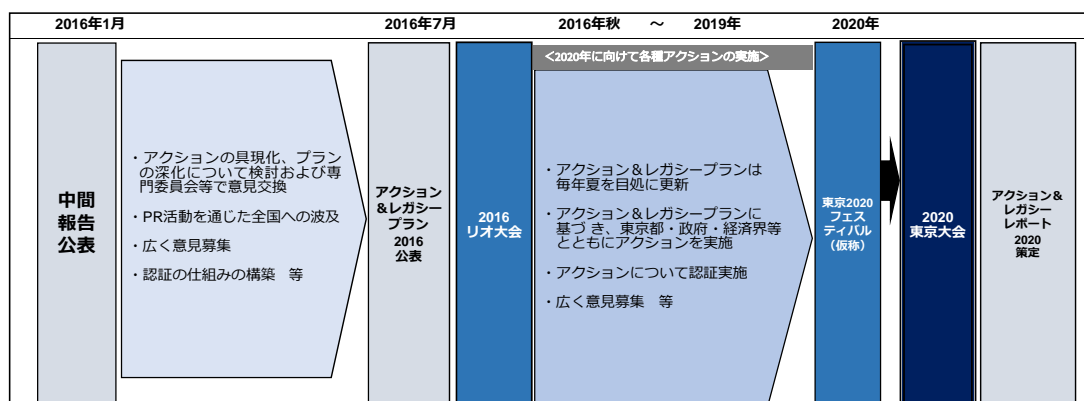 2016年1月
2016年7月
2016年秋　～　2019年
2020年
中間
報告
公表
・アクションの具現化、プラン
の深化について検討および専
門委員会等で意見交換
・PR活動を通じた全国への波及
・広く意見募集
・認証の仕組みの構築　等
アクション
＆レガシー
プラン
2016
公表
2016
リオ大会
＜2020年に向けて各種アクションの実施＞
・アクション＆レガシープランは
毎年夏を目処に更新
・アクション＆レガシープランに
基づき、東京都・政府・経済界等
とともにアクションを実施
・アクションについて認証実施
・広く意見募集　等
東京2020
フェス
ティバル
（仮称）
2020
東京大会
アクション＆
レガシー
レポート
2020
策定